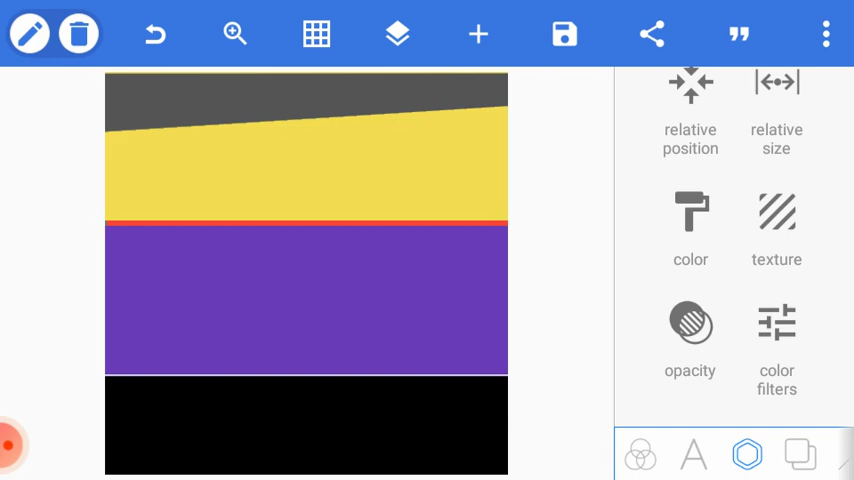 relative relative
position size
color texture
opacity color
filters